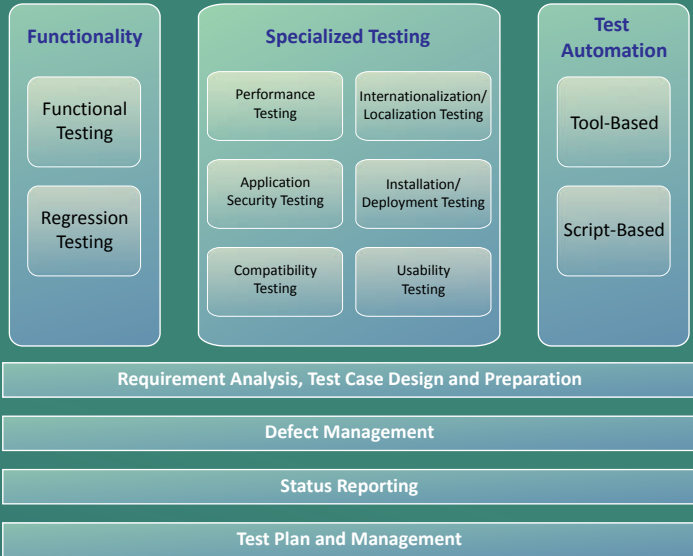 Functionality
Functional
Testing
Regression
Testing
Specialized Testing
Performance
Testing
Internationalization/
Localization Testing
Application
Security Testing
Installation/
Deployment Testing
Compatibility
Testing
Usability
Testing
Test
Automation
Tool-Based
Script-Based
Requirement Analysis, Test Case Design and Preparation
Defect Management
Status Reporting
Test Plan and Management